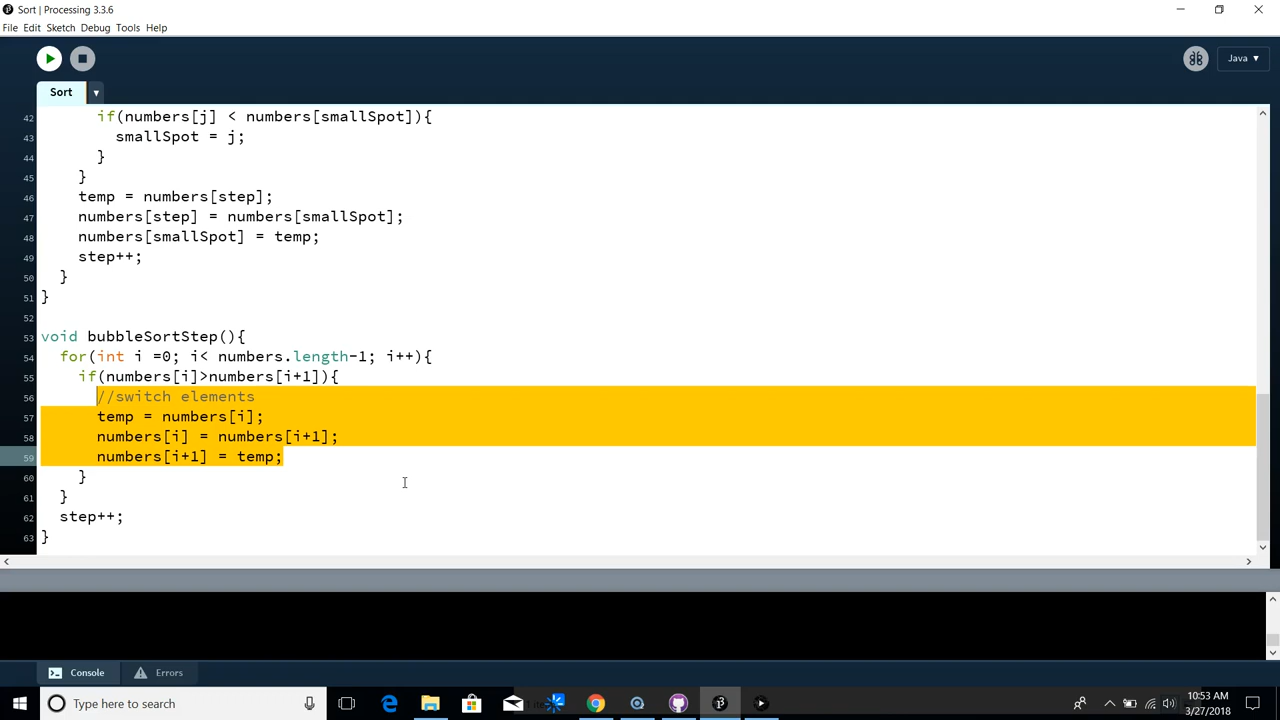 Sort | Processing 3.3.6
File Edit Sketch Debug Tools Help
Java ▼
Sort ▼
42 if(numbers[j] < numbers[smallSpot]){
43 smallSpot = j;
44 }
45 }
46 temp = numbers[step];
47 numbers[step] = numbers[smallSpot];
48 numbers[smallSpot] = temp;
49 step++;
50 }
51 }
52
53 void bubbleSortStep(){
54 for(int i =0; i< numbers.length-1; i++){
55 if(numbers[i]>numbers[i+1]){
56 //switch elements
57 temp = numbers[i];
58 numbers[i] = numbers[i+1];
59 numbers[i+1] = temp;
60 }
61 }
62 step++;
63 }
Console Errors
Type here to search
10:53 AM
3/27/2018